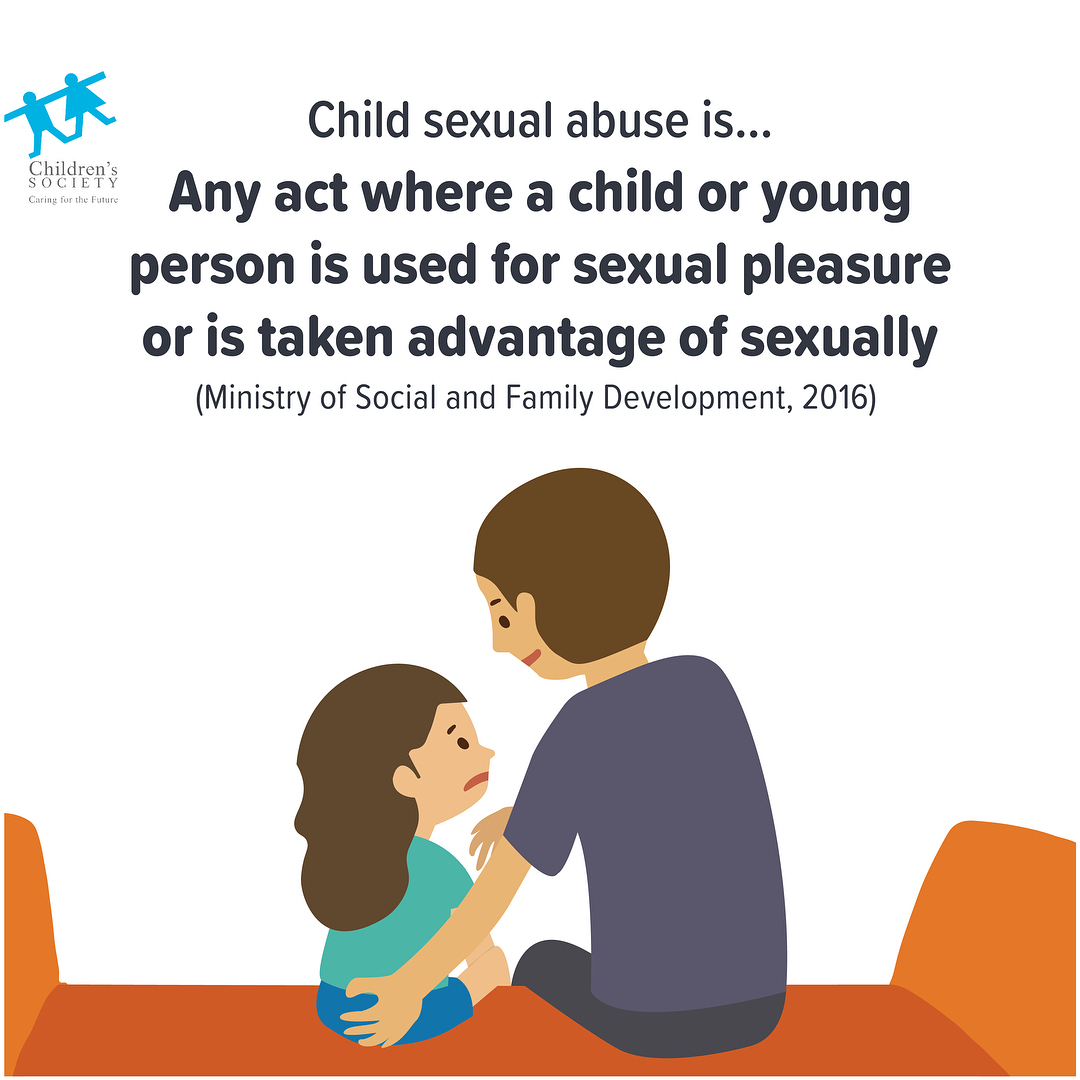 Children's
SOCIETY
Caring for the Future
Child sexual abuse is...
Any act where a child or young
person is used for sexual pleasure
or is taken advantage of sexually
(Ministry of Social and Family Development, 2016)